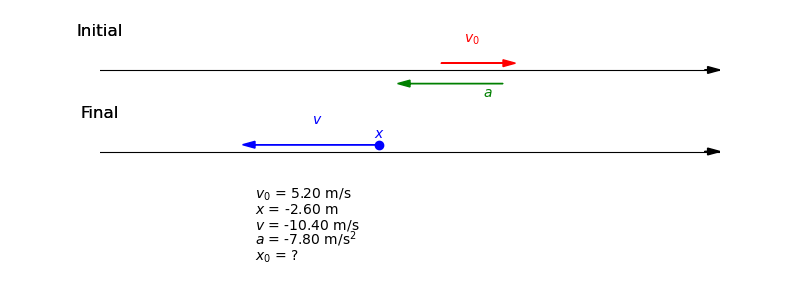 Initial
v₀
a
Final
v
x
v₀ = 5.20 m/s
x = -2.60 m
v = -10.40 m/s
a = -7.80 m/s²
x₀ = ?